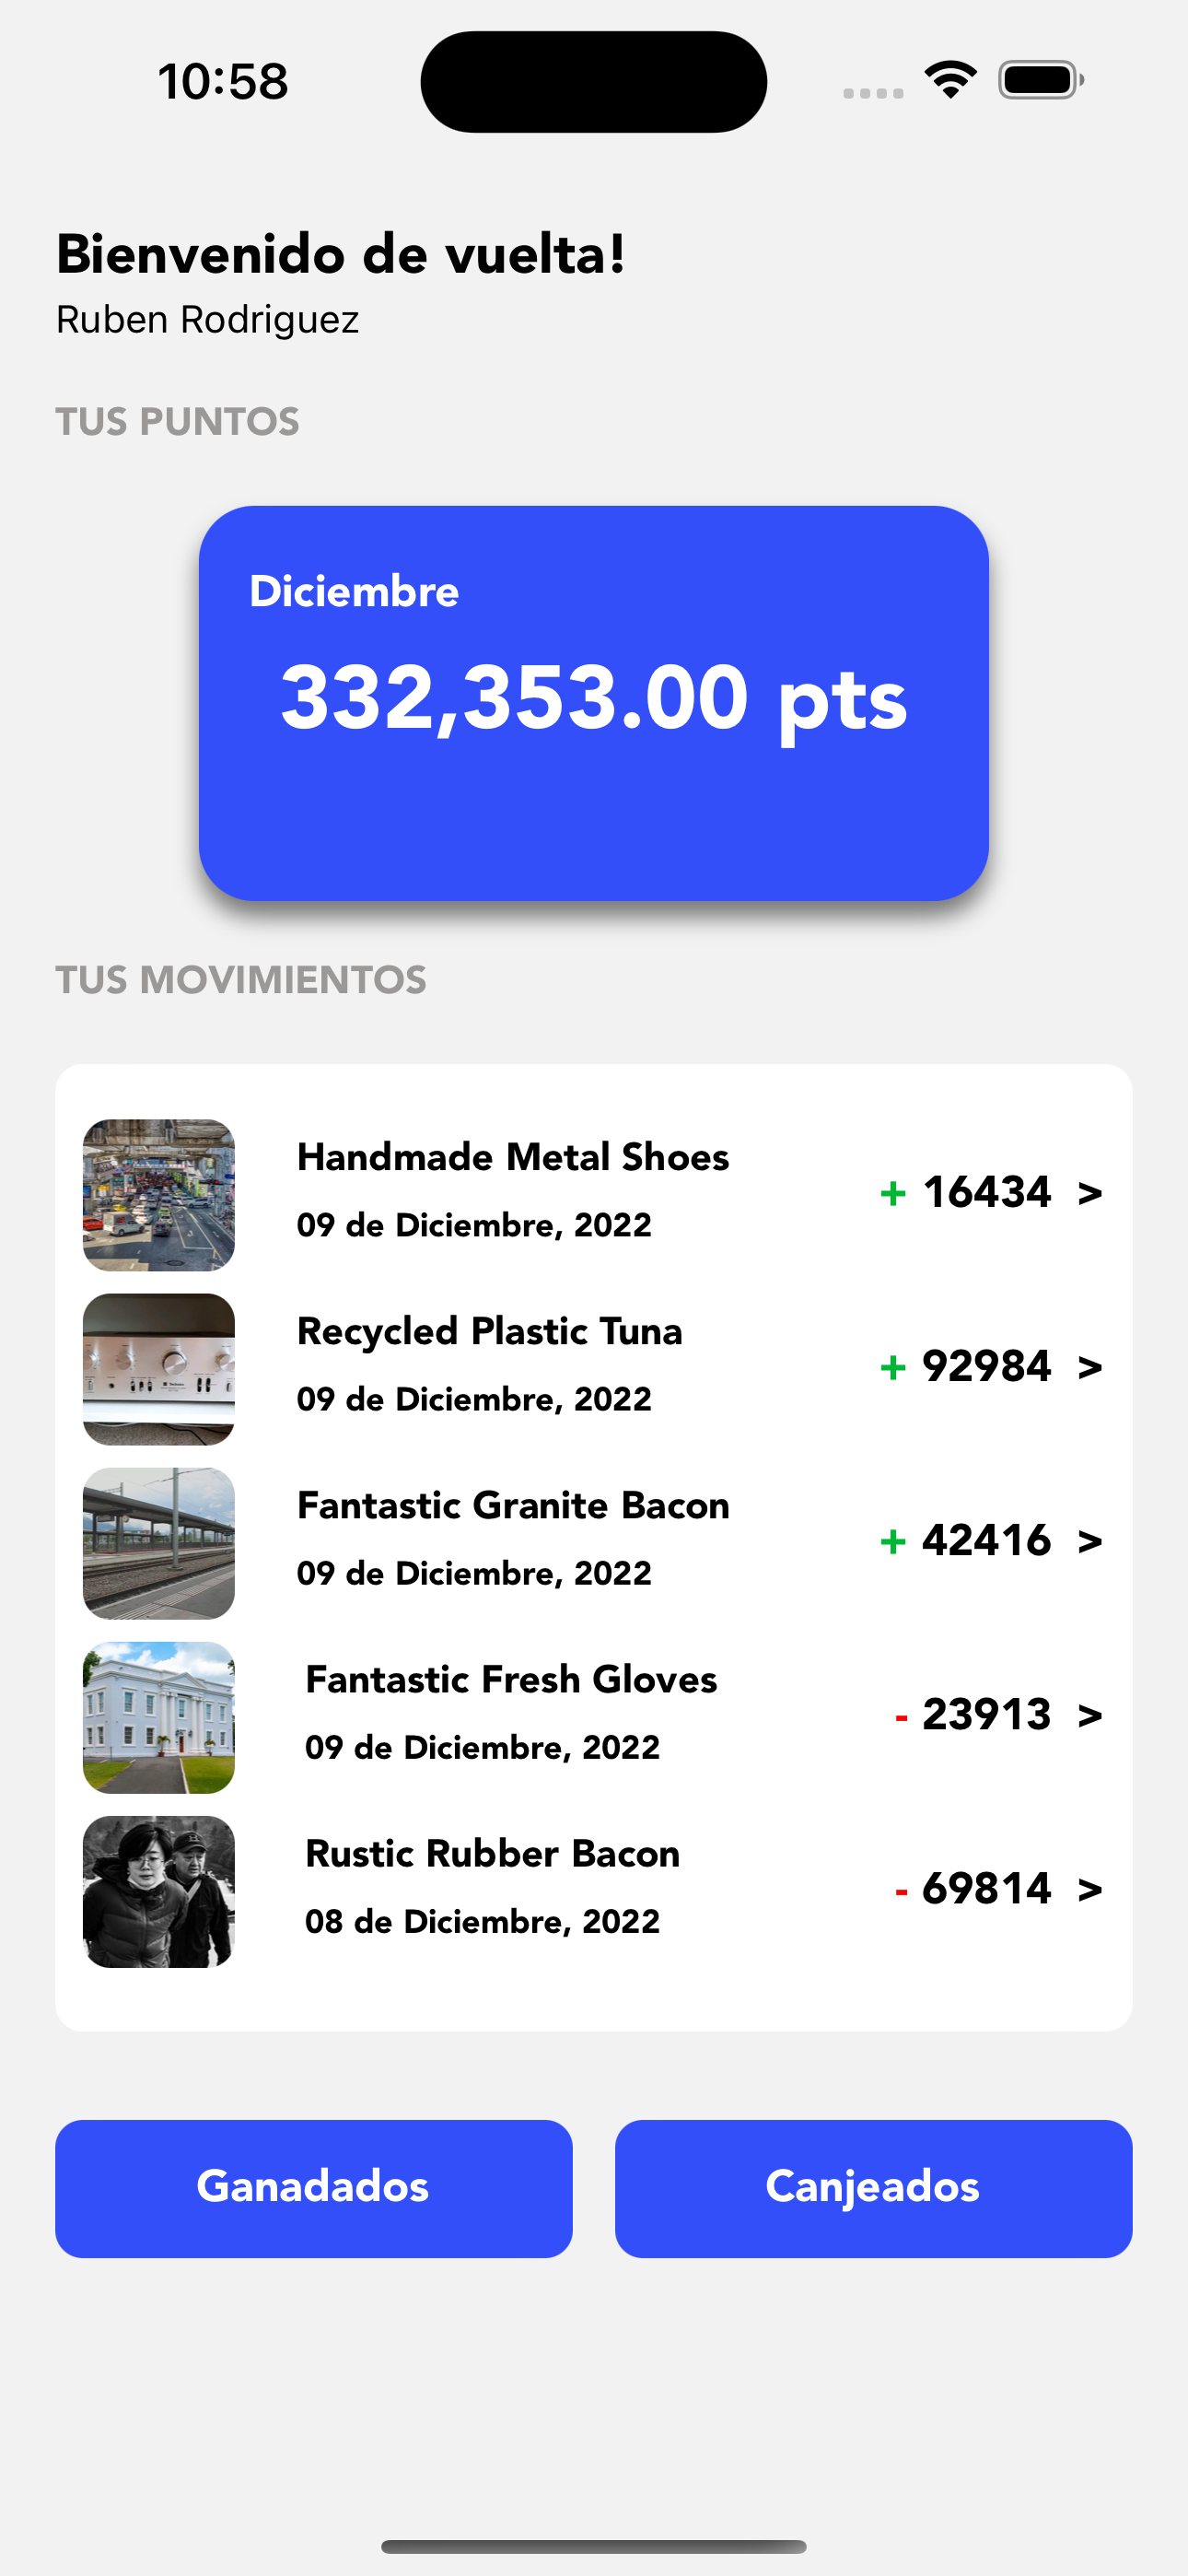 10:58
Bienvenido de vuelta!
Ruben Rodriguez
TUS PUNTOS
Diciembre
332,353.00 pts
TUS MOVIMIENTOS
Handmade Metal Shoes
09 de Diciembre, 2022
+ 16434 >
Recycled Plastic Tuna
09 de Diciembre, 2022
+ 92984 >
Fantastic Granite Bacon
09 de Diciembre, 2022
+ 42416 >
Fantastic Fresh Gloves
09 de Diciembre, 2022
- 23913 >
Rustic Rubber Bacon
08 de Diciembre, 2022
- 69814 >
Ganadados
Canjeados